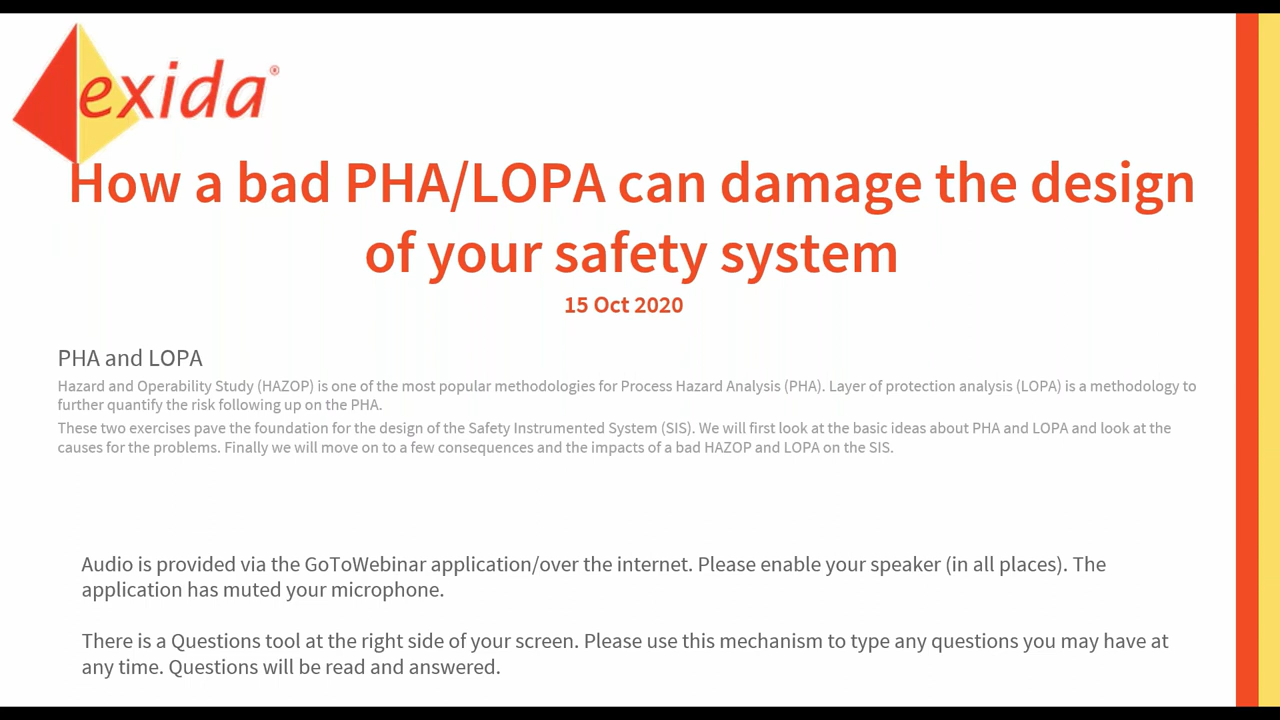 exida®
How a bad PHA/LOPA can damage the design
of your safety system
15 Oct 2020
PHA and LOPA
Hazard and Operability Study (HAZOP) is one of the most popular methodologies for Process Hazard Analysis (PHA). Layer of protection analysis (LOPA) is a methodology to
further quantify the risk following up on the PHA.
These two exercises pave the foundation for the design of the Safety Instrumented System (SIS). We will first look at the basic ideas about PHA and LOPA and look at the
causes for the problems. Finally we will move on to a few consequences and the impacts of a bad HAZOP and LOPA on the SIS.
Audio is provided via the GoToWebinar application/over the internet. Please enable your speaker (in all places). The
application has muted your microphone.
There is a Questions tool at the right side of your screen. Please use this mechanism to type any questions you may have at
any time. Questions will be read and answered.